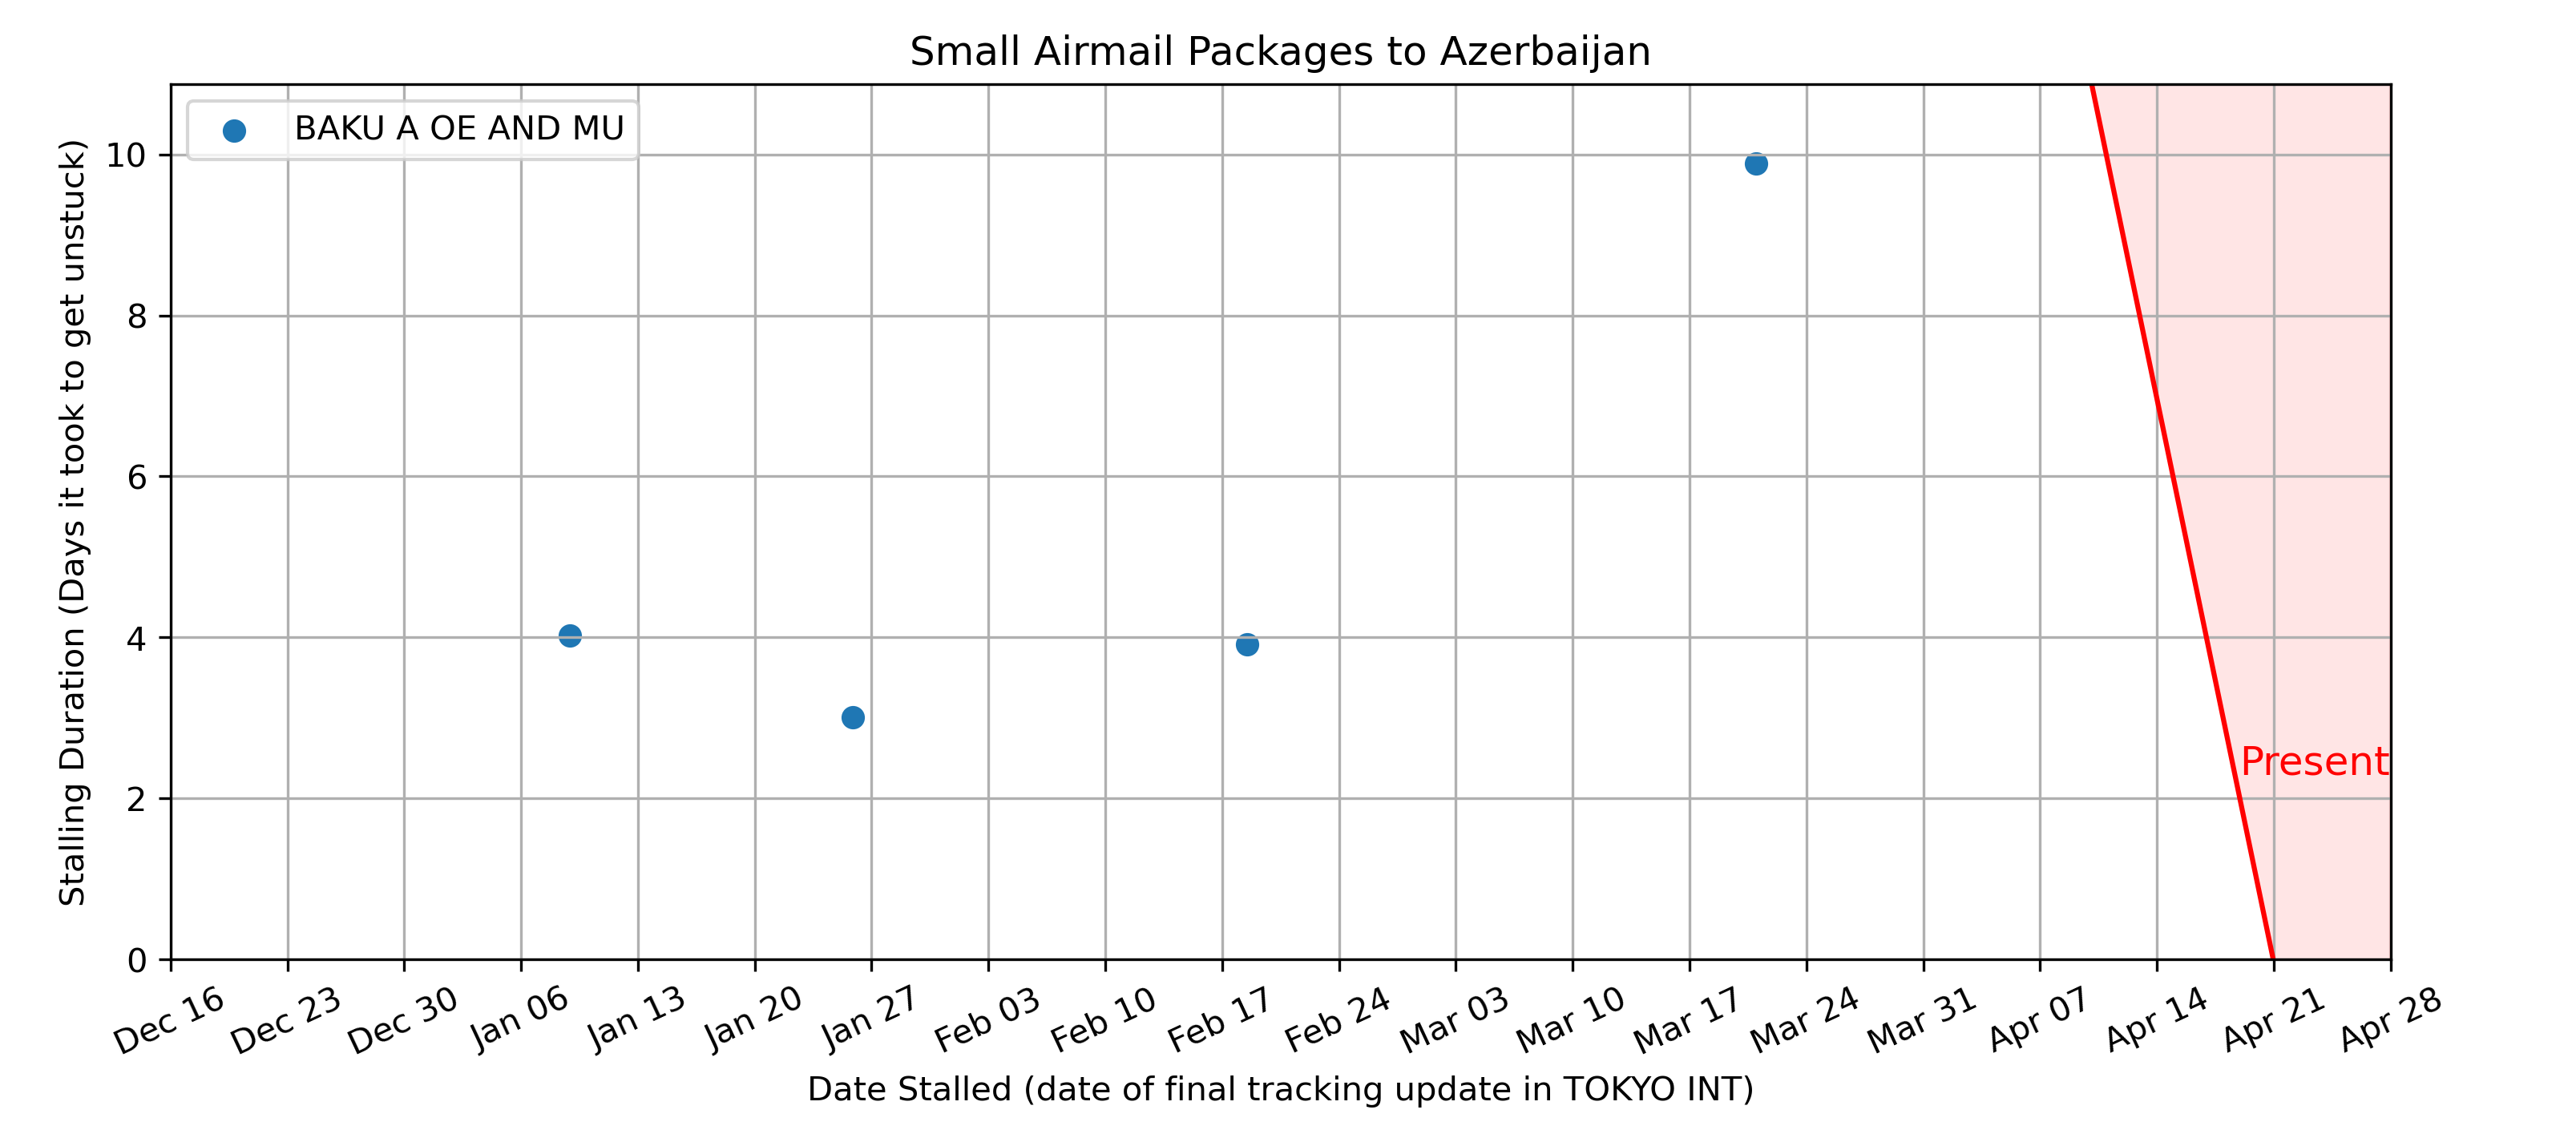 Small Airmail Packages to Azerbaijan
BAKU A OE AND MU
Stalling Duration (Days it took to get unstuck)
10
8
6
4
2
0
Present
Dec 16
Dec 23
Dec 30
Jan 06
Jan 13
Jan 20
Jan 27
Feb 03
Feb 10
Feb 17
Feb 24
Mar 03
Mar 10
Mar 17
Mar 24
Mar 31
Apr 07
Apr 14
Apr 21
Apr 28
Date Stalled (date of final tracking update in TOKYO INT)